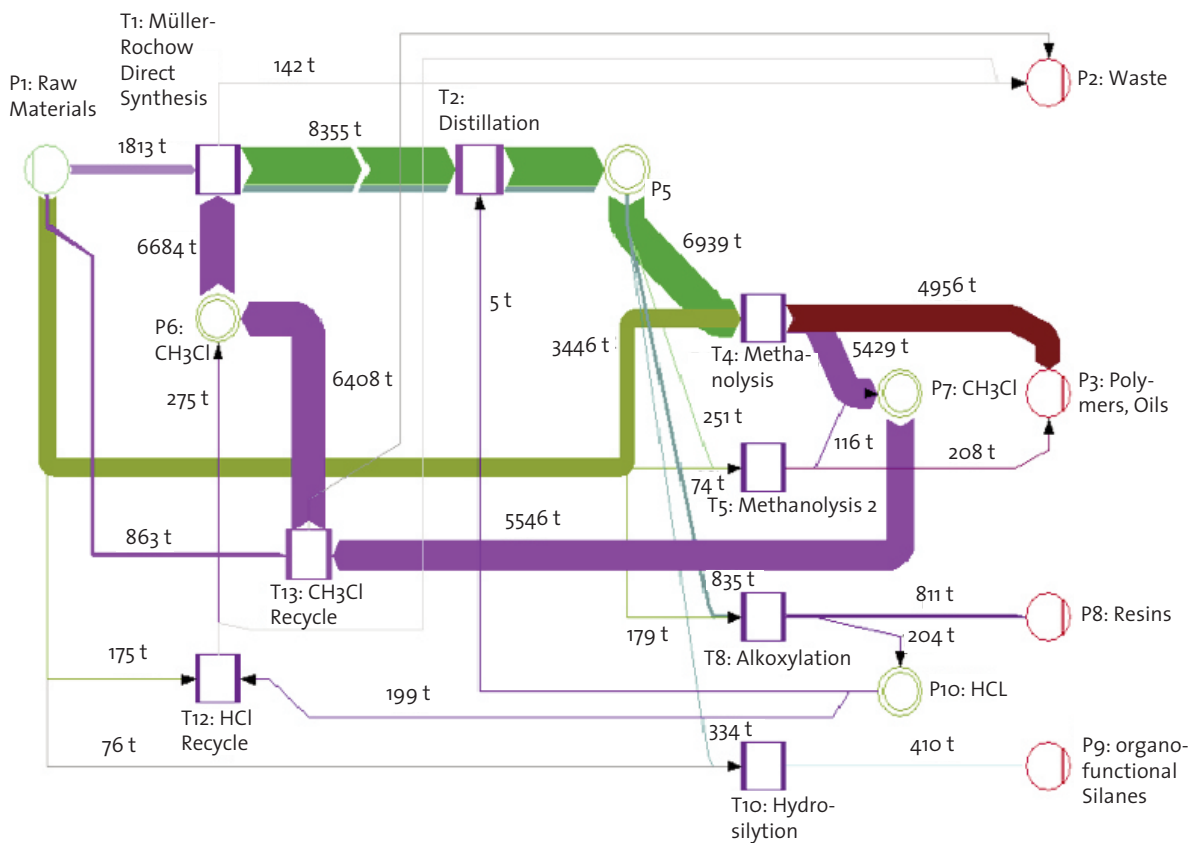 T1: Müller-
Rochow
Direct
Synthesis
P1: Raw
Materials
142 t
P2: Waste
T2:
Distillation
1813 t
8355 t
P5
6684 t
6939 t
5 t
4956 t
P6:
CH3Cl
3446 t
T4: Metha-
nolysis
5429 t
6408 t
P7: CH3Cl
P3: Poly-
mers, Oils
275 t
251 t
116 t
208 t
74 t
T5: Methanolysis 2
5546 t
863 t
T13: CH3Cl
Recycle
835 t
811 t
P8: Resins
179 t
204 t
T8: Alkoxylation
175 t
P10: HCL
199 t
T12: HCl
Recycle
76 t
334 t
410 t
P9: organo-
functional
Silanes
T10: Hydro-
silytion